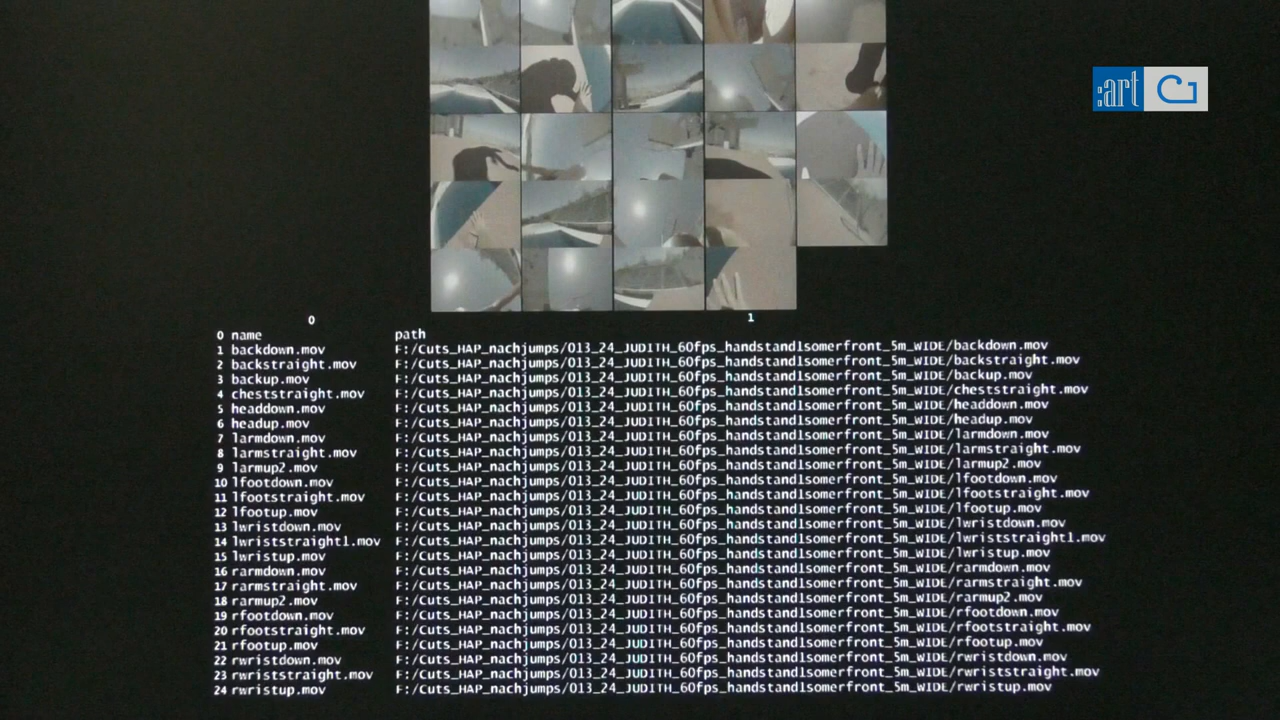 :art
0 1
0 name path
1 backdown.mov F:/Cuts_HAP_nachjumps/013_24_JUDITH_60fps_handstand1somerfront_5m_WIDE/backdown.mov
2 backstraight.mov F:/Cuts_HAP_nachjumps/013_24_JUDITH_60fps_handstand1somerfront_5m_WIDE/backstraight.mov
3 backup.mov F:/Cuts_HAP_nachjumps/013_24_JUDITH_60fps_handstand1somerfront_5m_WIDE/backup.mov
4 cheststraight.mov F:/Cuts_HAP_nachjumps/013_24_JUDITH_60fps_handstand1somerfront_5m_WIDE/cheststraight.mov
5 headdown.mov F:/Cuts_HAP_nachjumps/013_24_JUDITH_60fps_handstand1somerfront_5m_WIDE/headdown.mov
6 headup.mov F:/Cuts_HAP_nachjumps/013_24_JUDITH_60fps_handstand1somerfront_5m_WIDE/headup.mov
7 larmdown.mov F:/Cuts_HAP_nachjumps/013_24_JUDITH_60fps_handstand1somerfront_5m_WIDE/larmdown.mov
8 larmstraight.mov F:/Cuts_HAP_nachjumps/013_24_JUDITH_60fps_handstand1somerfront_5m_WIDE/larmstraight.mov
9 larmup2.mov F:/Cuts_HAP_nachjumps/013_24_JUDITH_60fps_handstand1somerfront_5m_WIDE/larmup2.mov
10 lfootdown.mov F:/Cuts_HAP_nachjumps/013_24_JUDITH_60fps_handstand1somerfront_5m_WIDE/lfootdown.mov
11 lfootstraight.mov F:/Cuts_HAP_nachjumps/013_24_JUDITH_60fps_handstand1somerfront_5m_WIDE/lfootstraight.mov
12 lfootup.mov F:/Cuts_HAP_nachjumps/013_24_JUDITH_60fps_handstand1somerfront_5m_WIDE/lfootup.mov
13 lwristdown.mov F:/Cuts_HAP_nachjumps/013_24_JUDITH_60fps_handstand1somerfront_5m_WIDE/lwristdown.mov
14 lwriststraight1.mov F:/Cuts_HAP_nachjumps/013_24_JUDITH_60fps_handstand1somerfront_5m_WIDE/lwriststraight1.mov
15 lwristup.mov F:/Cuts_HAP_nachjumps/013_24_JUDITH_60fps_handstand1somerfront_5m_WIDE/lwristup.mov
16 rarmdown.mov F:/Cuts_HAP_nachjumps/013_24_JUDITH_60fps_handstand1somerfront_5m_WIDE/rarmdown.mov
17 rarmstraight.mov F:/Cuts_HAP_nachjumps/013_24_JUDITH_60fps_handstand1somerfront_5m_WIDE/rarmstraight.mov
18 rarmup2.mov F:/Cuts_HAP_nachjumps/013_24_JUDITH_60fps_handstand1somerfront_5m_WIDE/rarmup2.mov
19 rfootdown.mov F:/Cuts_HAP_nachjumps/013_24_JUDITH_60fps_handstand1somerfront_5m_WIDE/rfootdown.mov
20 rfootstraight.mov F:/Cuts_HAP_nachjumps/013_24_JUDITH_60fps_handstand1somerfront_5m_WIDE/rfootstraight.mov
21 rfootup.mov F:/Cuts_HAP_nachjumps/013_24_JUDITH_60fps_handstand1somerfront_5m_WIDE/rfootup.mov
22 rwristdown.mov F:/Cuts_HAP_nachjumps/013_24_JUDITH_60fps_handstand1somerfront_5m_WIDE/rwristdown.mov
23 rwriststraight.mov F:/Cuts_HAP_nachjumps/013_24_JUDITH_60fps_handstand1somerfront_5m_WIDE/rwriststraight.mov
24 rwristup.mov F:/Cuts_HAP_nachjumps/013_24_JUDITH_60fps_handstand1somerfront_5m_WIDE/rwristup.mov